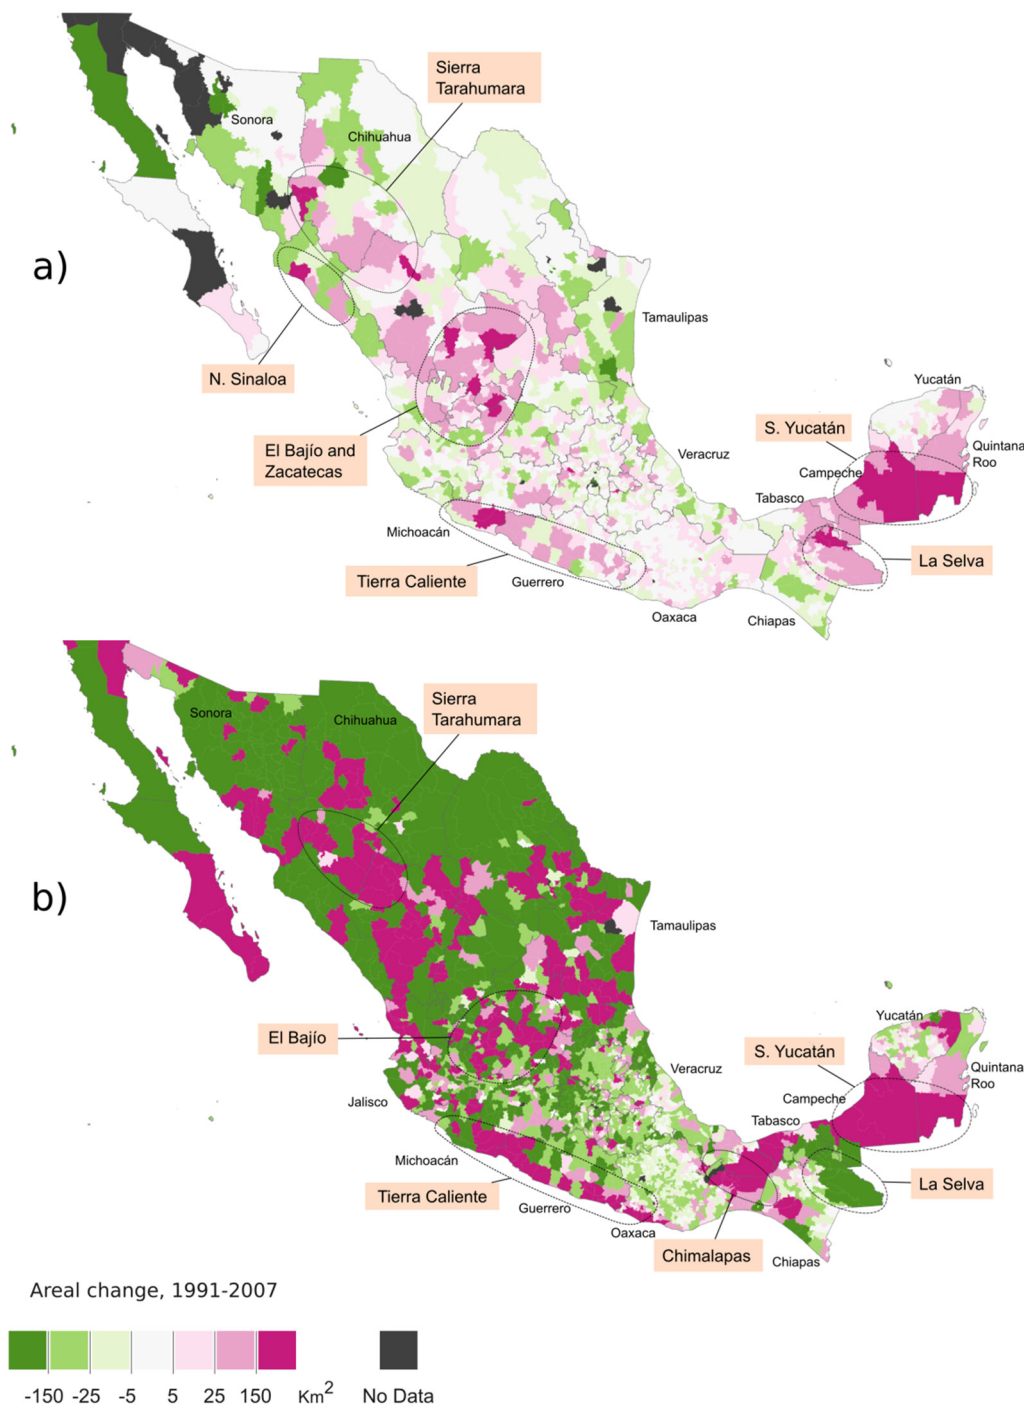 a)
Sierra
Tarahumara
Sonora
Chihuahua
Tamaulipas
N. Sinaloa
Yucatán
S. Yucatán
El Bajío and
Zacatecas
Veracruz
Quintana
Roo
Campeche
Tabasco
Michoacán
La Selva
Tierra Caliente
Guerrero
Oaxaca
Chiapas
b)
Sierra
Tarahumara
Sonora
Chihuahua
Tamaulipas
Yucatán
El Bajío
S. Yucatán
Veracruz
Quintana
Roo
Campeche
Jalisco
Tabasco
Michoacán
La Selva
Tierra Caliente
Guerrero
Oaxaca
Chimalapas
Chiapas
Areal change, 1991-2007
-150 -25 -5 5 25 150 Km2 No Data